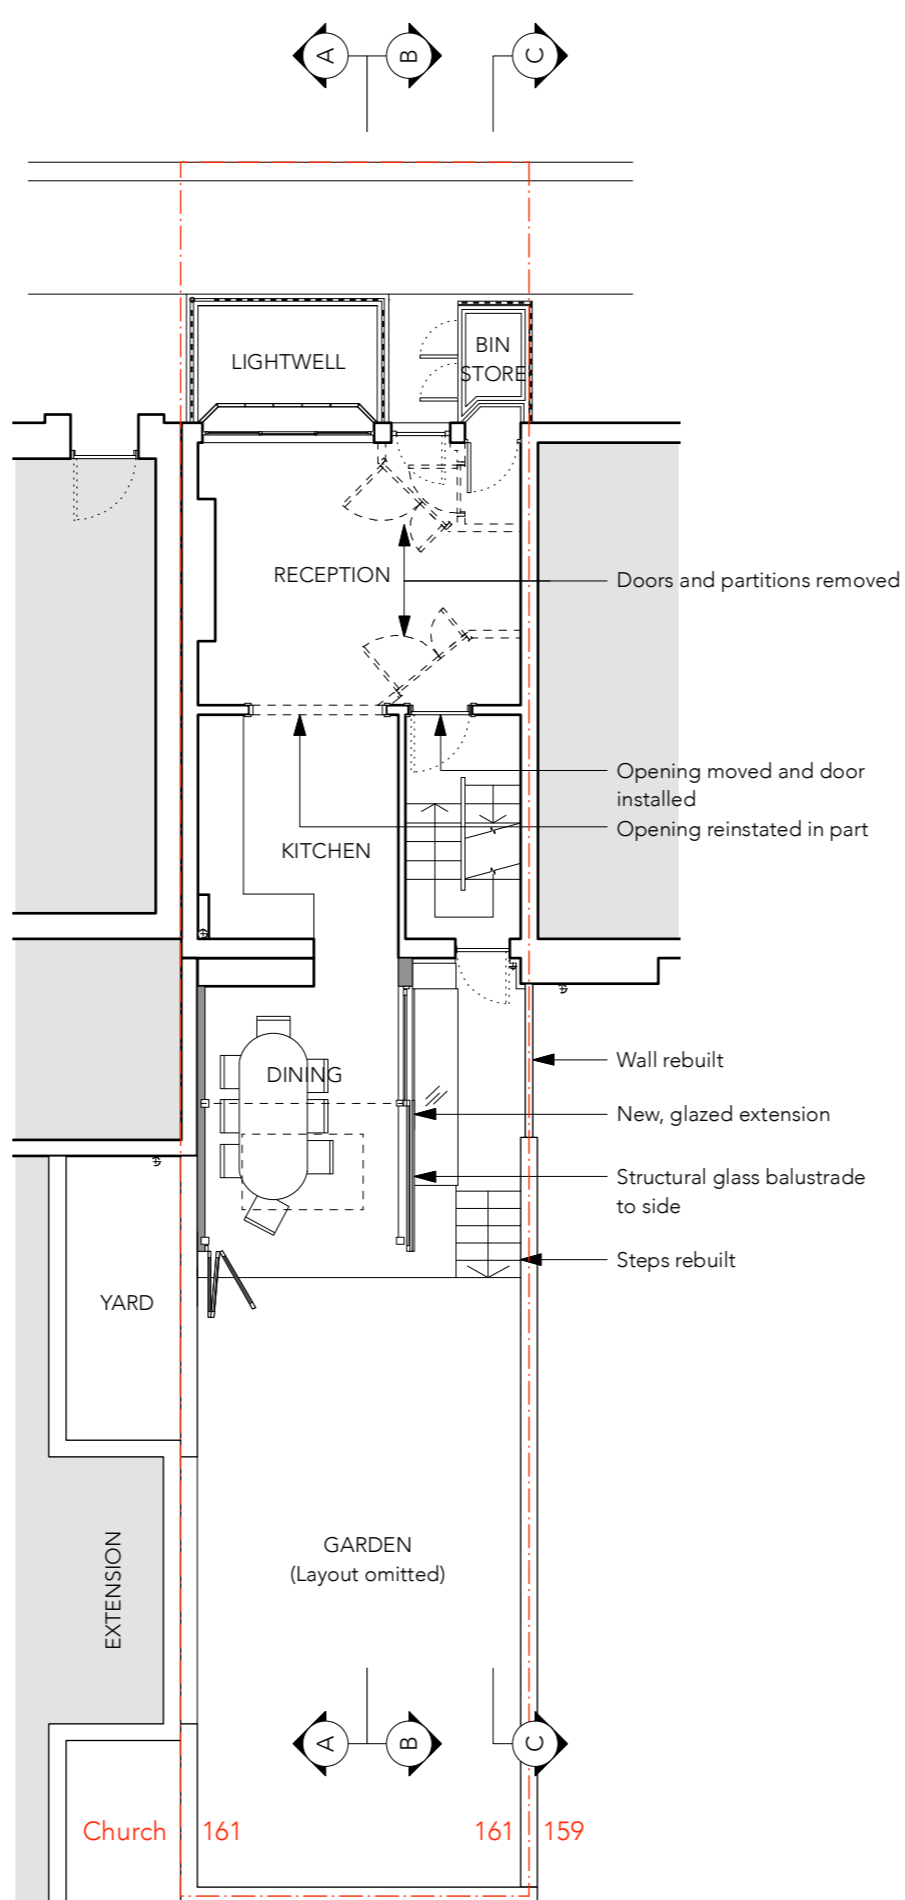 A
B
C
LIGHTWELL
BIN
STORE
RECEPTION
Doors and partitions removed
Opening moved and door
installed
Opening reinstated in part
KITCHEN
DINING
Wall rebuilt
New, glazed extension
Structural glass balustrade
to side
Steps rebuilt
YARD
EXTENSION
GARDEN
(Layout omitted)
A
B
C
Church
161
161
159